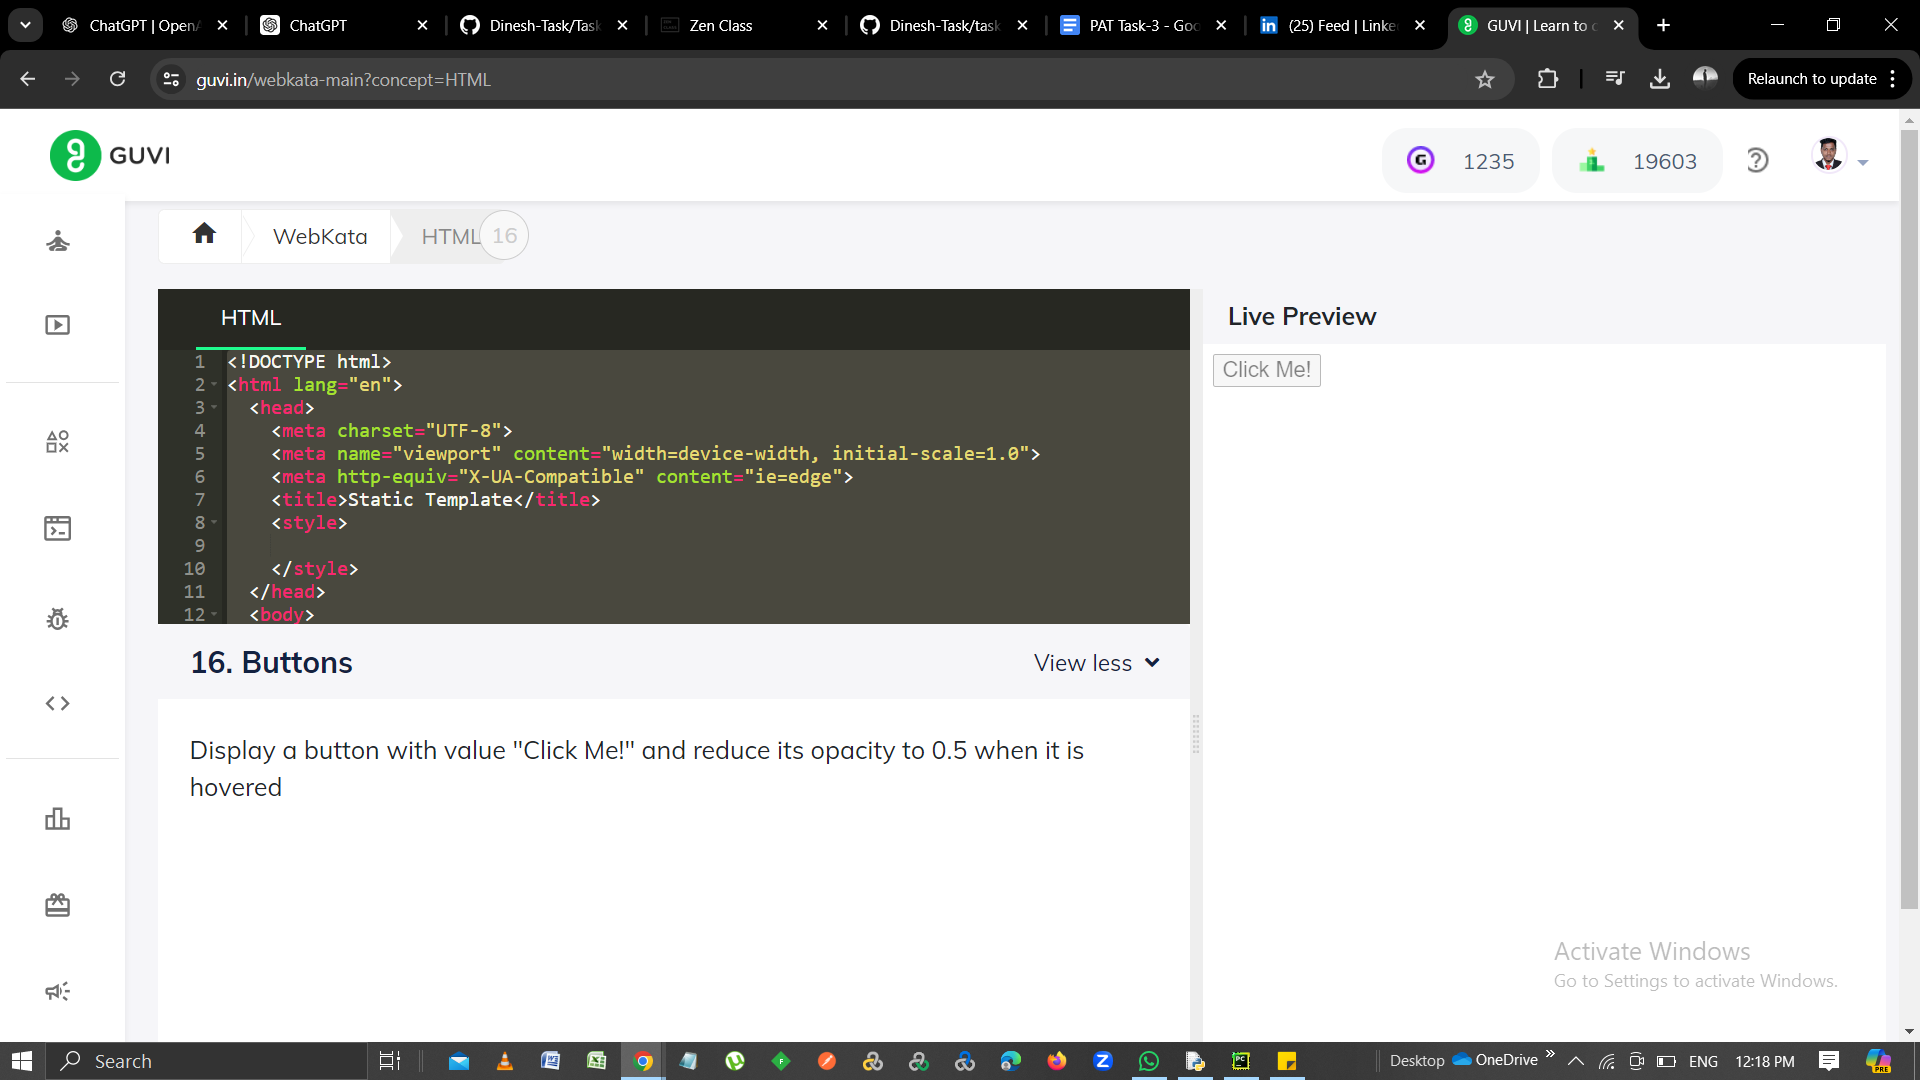 ChatGPT | OpenA
ChatGPT
Dinesh-Task/Task
Zen Class
Dinesh-Task/task
PAT Task-3 - Goo
(25) Feed | Linke
GUVI | Learn to c
guvi.in/webkata-main?concept=HTML
Relaunch to update
GUVI
G 1235
19603
WebKata
HTML 16
HTML
Live Preview
1 <!DOCTYPE html>
2 <html lang="en">
3 <head>
4 <meta charset="UTF-8">
5 <meta name="viewport" content="width=device-width, initial-scale=1.0">
6 <meta http-equiv="X-UA-Compatible" content="ie=edge">
7 <title>Static Template</title>
8 <style>
9
10 </style>
11 </head>
12 <body>
Click Me!
16. Buttons
View less
Display a button with value "Click Me!" and reduce its opacity to 0.5 when it is
hovered
Activate Windows
Go to Settings to activate Windows.
Search
Desktop
OneDrive
ENG
12:18 PM
PRE